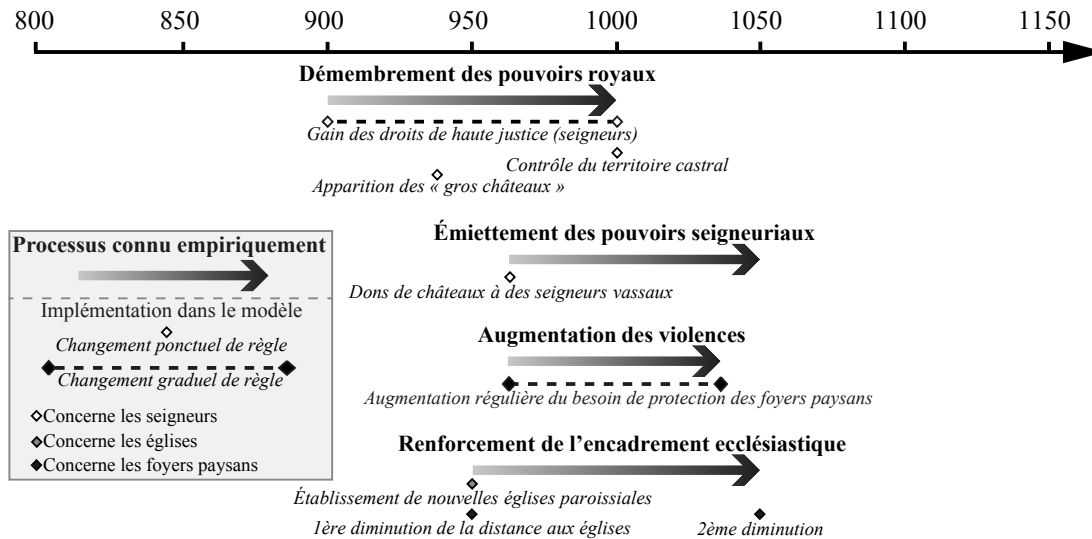 800 850 900 950 1000 1050 1100 1150
Démembrement des pouvoirs royaux
Gain des droits de haute justice (seigneurs)
Contrôle du territoire castral
Apparition des « gros châteaux »
Émiettement des pouvoirs seigneuriaux
Dons de châteaux à des seigneurs vassaux
Augmentation des violences
Augmentation régulière du besoin de protection des foyers paysans
Renforcement de l’encadrement ecclésiastique
Établissement de nouvelles églises paroissiales
1ère diminution de la distance aux églises
2ème diminution
Processus connu empiriquement
Implémentation dans le modèle
Changement ponctuel de règle
Changement graduel de règle
Concerne les seigneurs
Concerne les églises
Concerne les foyers paysans